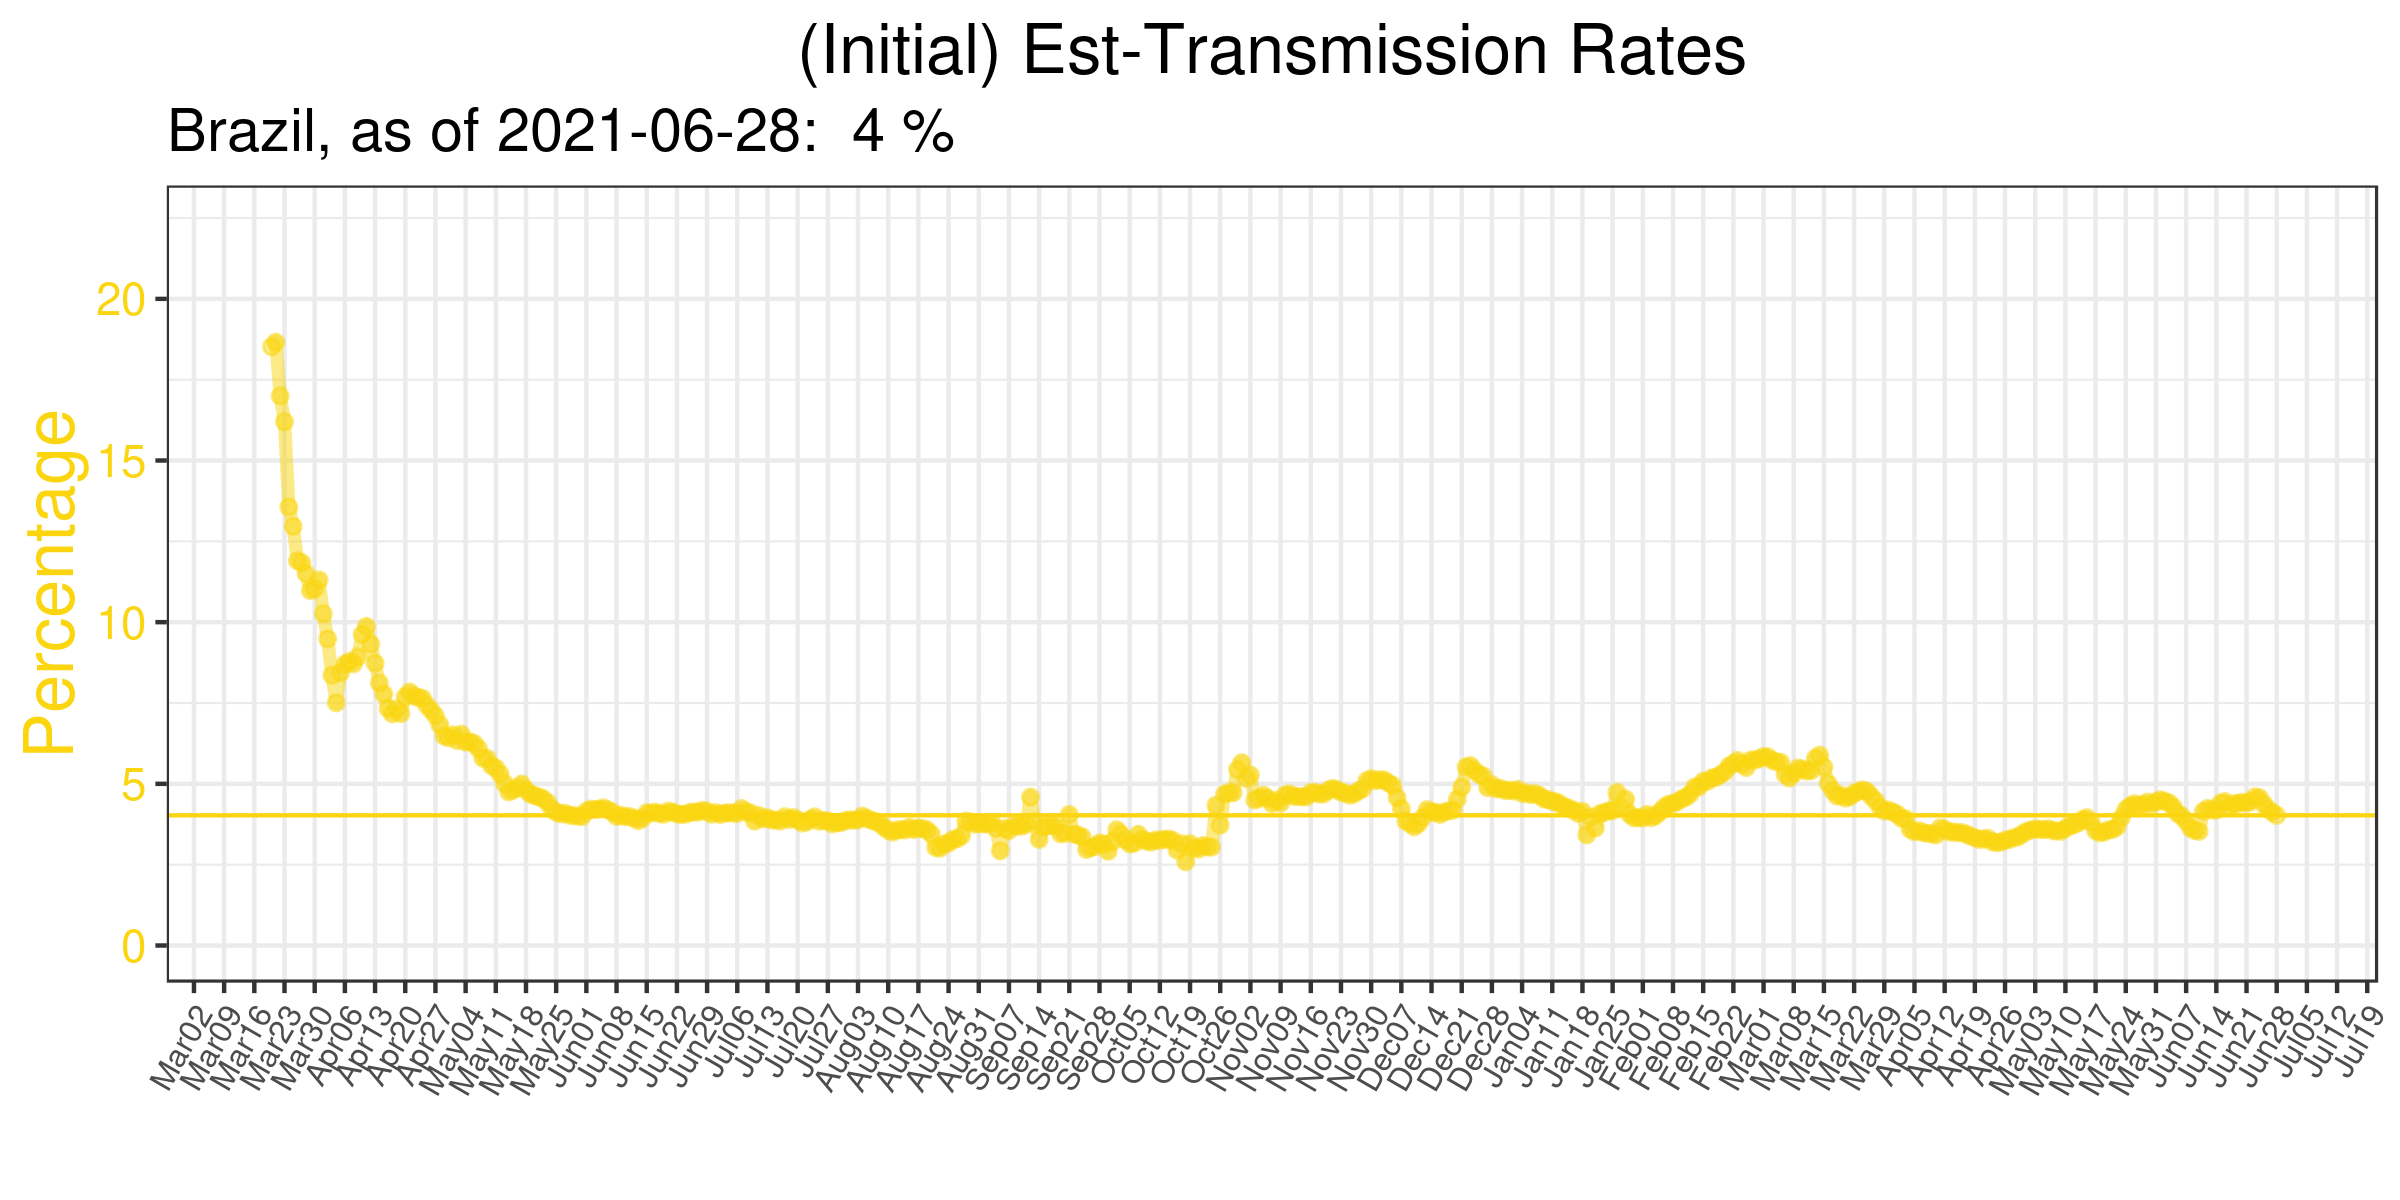 (Initial) Est-Transmission Rates
Brazil, as of 2021-06-28:  4 %
Percentage
20
15
10
5
0
Mar02
Mar09
Mar16
Mar23
Mar30
Apr06
Apr13
Apr20
Apr27
May04
May11
May18
May25
Jun01
Jun08
Jun15
Jun22
Jun29
Jul06
Jul13
Jul20
Jul27
Aug03
Aug10
Aug17
Aug24
Aug31
Sep07
Sep14
Sep21
Sep28
Oct05
Oct12
Oct19
Oct26
Nov02
Nov09
Nov16
Nov23
Nov30
Dec07
Dec14
Dec21
Dec28
Jan04
Jan11
Jan18
Jan25
Feb01
Feb08
Feb15
Feb22
Mar01
Mar08
Mar15
Mar22
Mar29
Apr05
Apr12
Apr19
Apr26
May03
May10
May17
May24
May31
Jun07
Jun14
Jun21
Jun28
Jul05
Jul12
Jul19